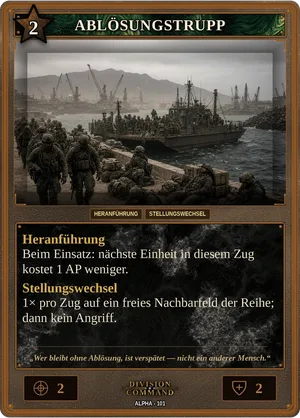 2
ABLÖSUNGSTRUPP
HERANFÜHRUNG STELLUNGSWECHSEL
Heranführung
Beim Einsatz: nächste Einheit in diesem Zug
kostet 1 AP weniger.
Stellungswechsel
1× pro Zug auf ein freies Nachbarfeld der Reihe;
dann kein Angriff.
„Wer bleibt ohne Ablösung, ist verspätet — nicht ein anderer Mensch.“
2
DIVISION
COMMAND
ALPHA · 101
2